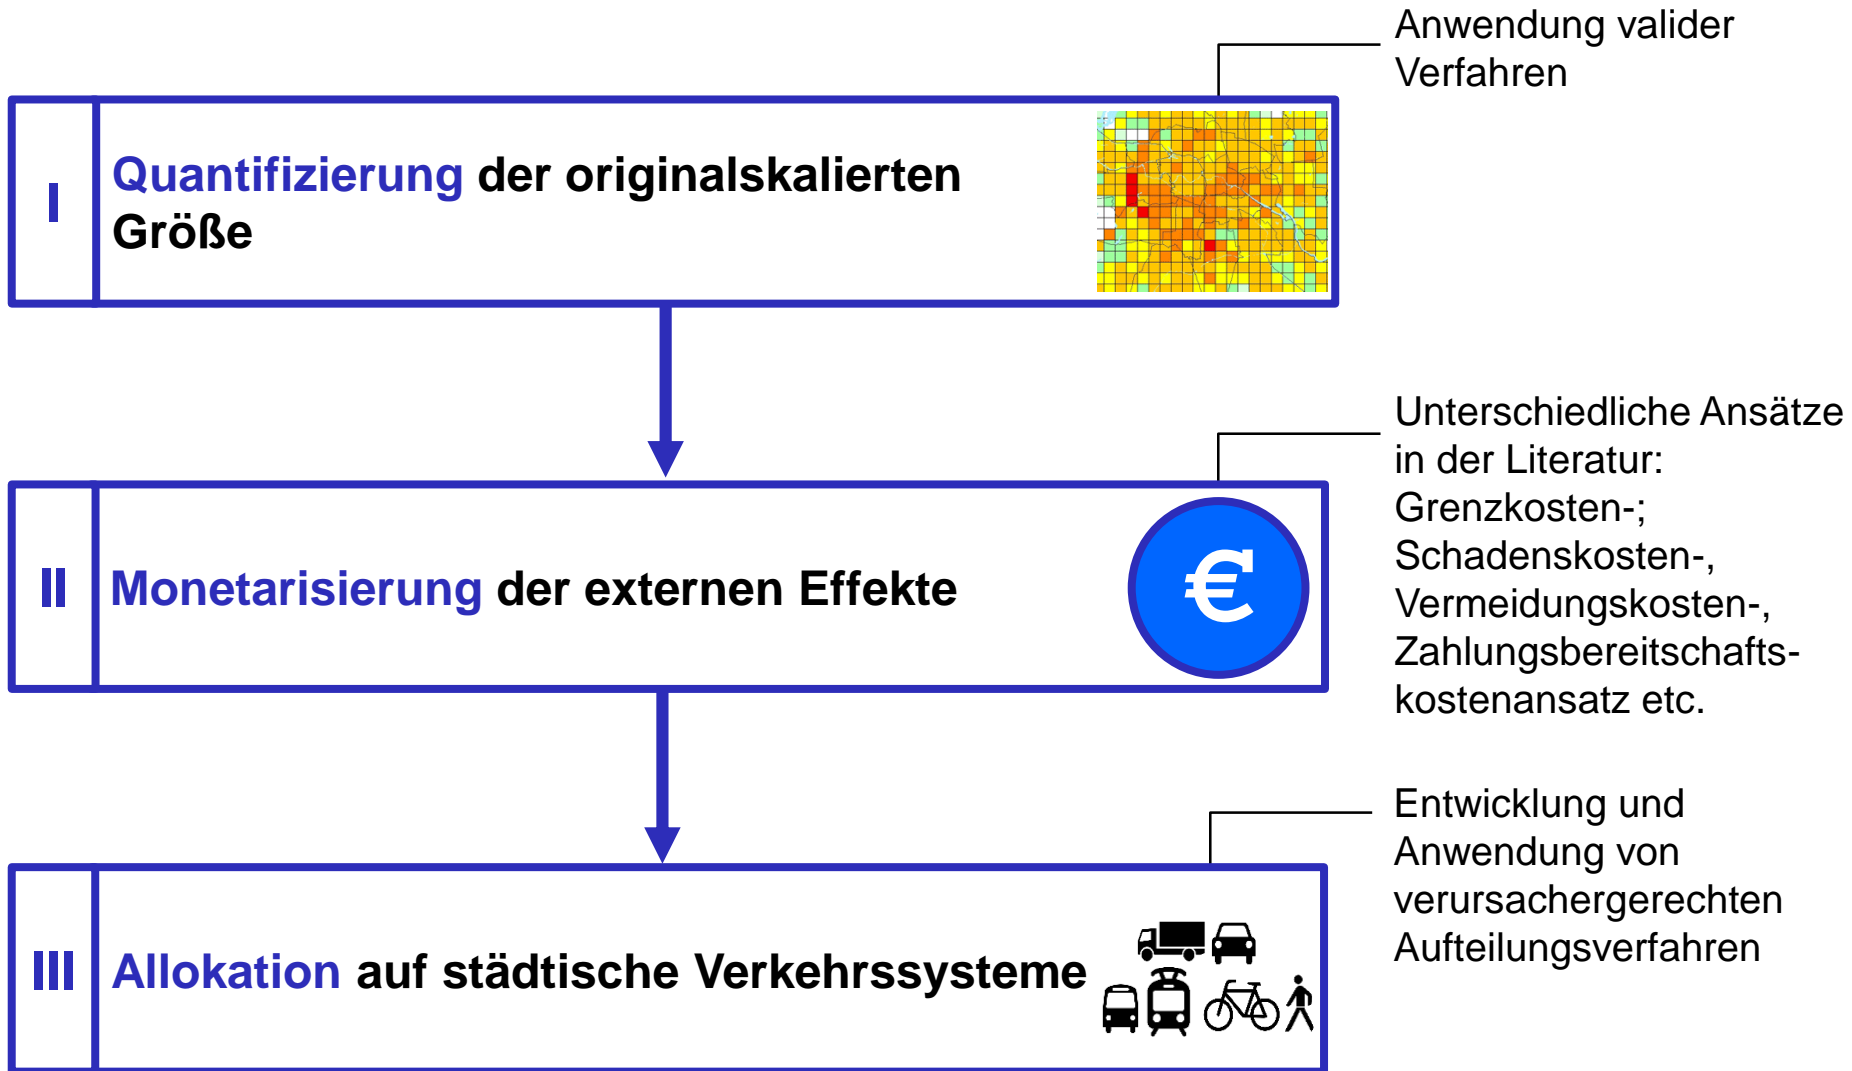 Anwendung valider
Verfahren
I
Quantifizierung der originalskalierten
Größe
Unterschiedliche Ansätze
in der Literatur:
Grenzkosten-;
Schadenskosten-,
Vermeidungskosten-,
Zahlungsbereitschafts-
kostenansatz etc.
II
Monetarisierung der externen Effekte
€
Entwicklung und
Anwendung von
verursachergerechten
Aufteilungsverfahren
III
Allokation auf städtische Verkehrssysteme